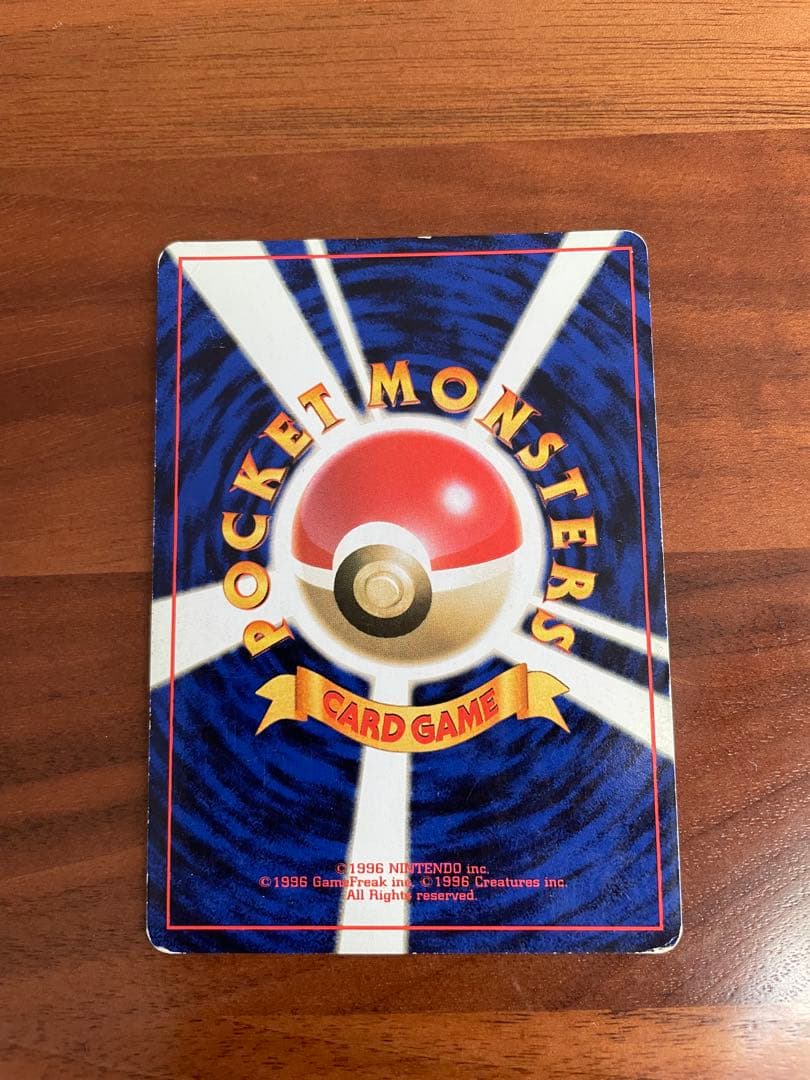 POCKET MONSTERS
CARD GAME
©1996 NINTENDO inc.
©1996 GameFreak inc. ©1996 Creatures inc.
All Rights reserved.